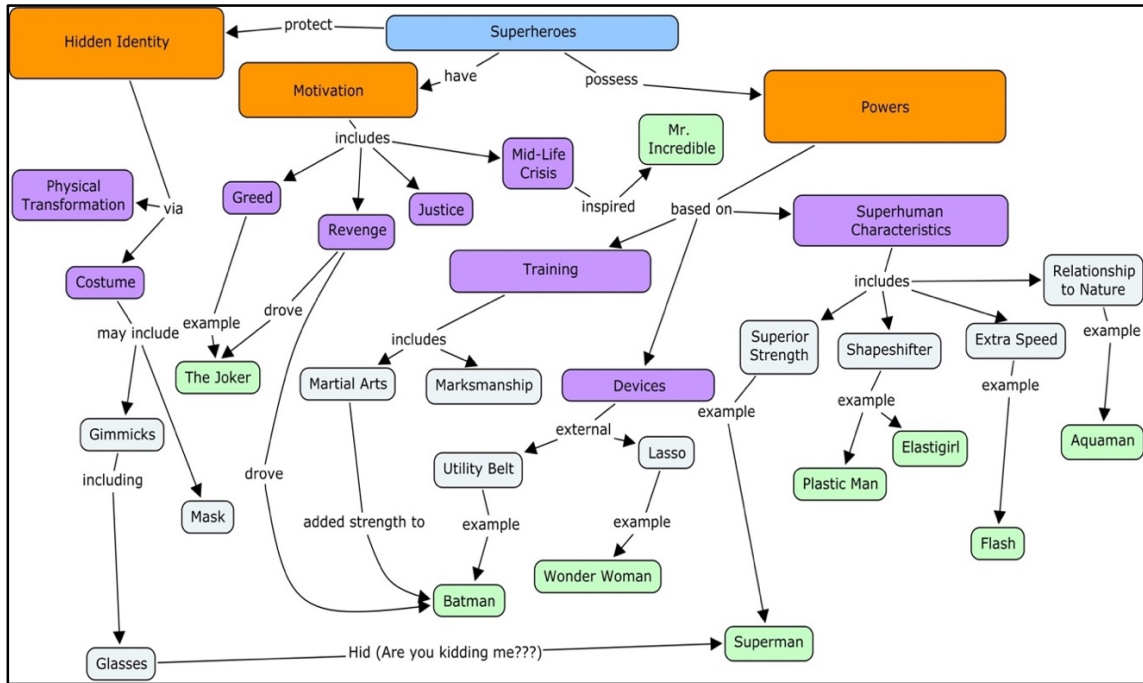 Hidden Identity
protect
Superheroes
have
possess
Motivation
Powers
includes
Mr.
Incredible
Mid-Life
Crisis
inspired
Physical
Transformation
via
Greed
Justice
Revenge
based on
Superhuman
Characteristics
Training
Costume
may include
example
drove
The Joker
includes
Martial Arts
Marksmanship
includes
Relationship
to Nature
Superior
Strength
Shapeshifter
Extra Speed
example
Devices
example
example
example
Gimmicks
including
Mask
drove
external
Utility Belt
Lasso
Elastigirl
Plastic Man
Aquaman
added strength to
example
example
Flash
Batman
Wonder Woman
Glasses
Hid (Are you kidding me???)
Superman